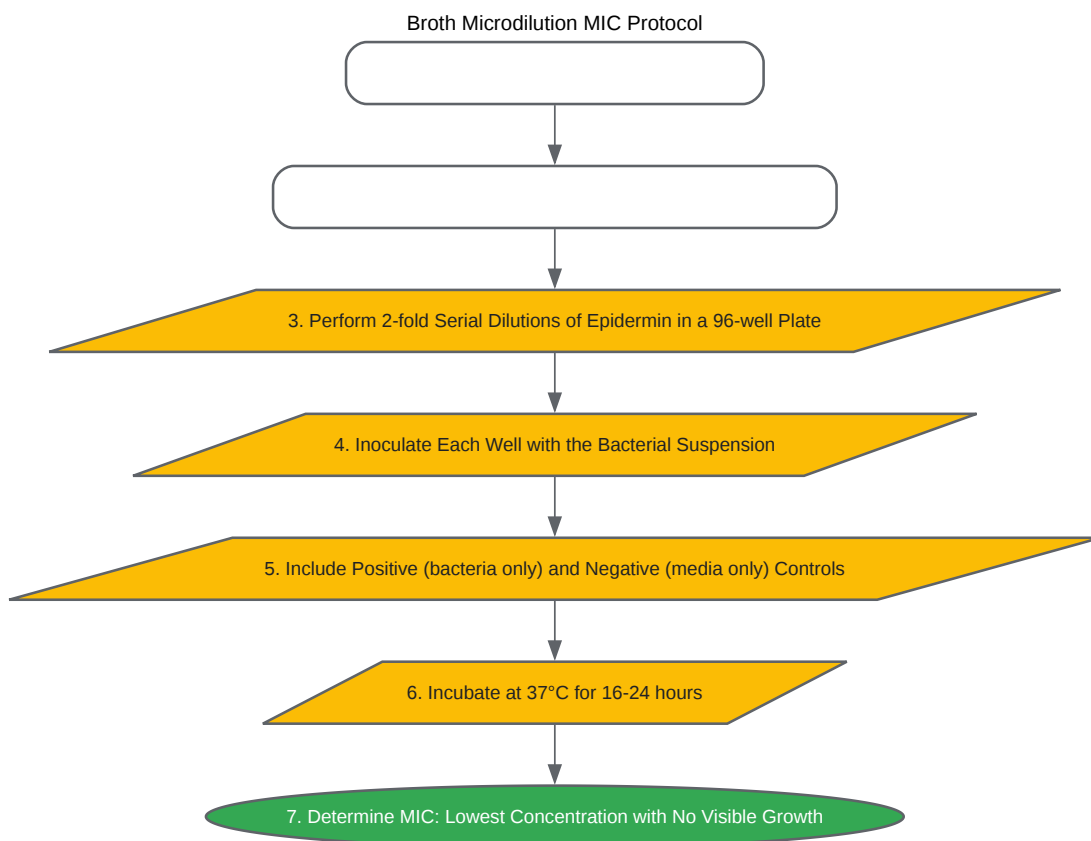 Broth Microdilution MIC Protocol
3. Perform 2-fold Serial Dilutions of Epidermin in a 96-well Plate
4. Inoculate Each Well with the Bacterial Suspension
5. Include Positive (bacteria only) and Negative (media only) Controls
6. Incubate at 37°C for 16-24 hours
7. Determine MIC: Lowest Concentration with No Visible Growth